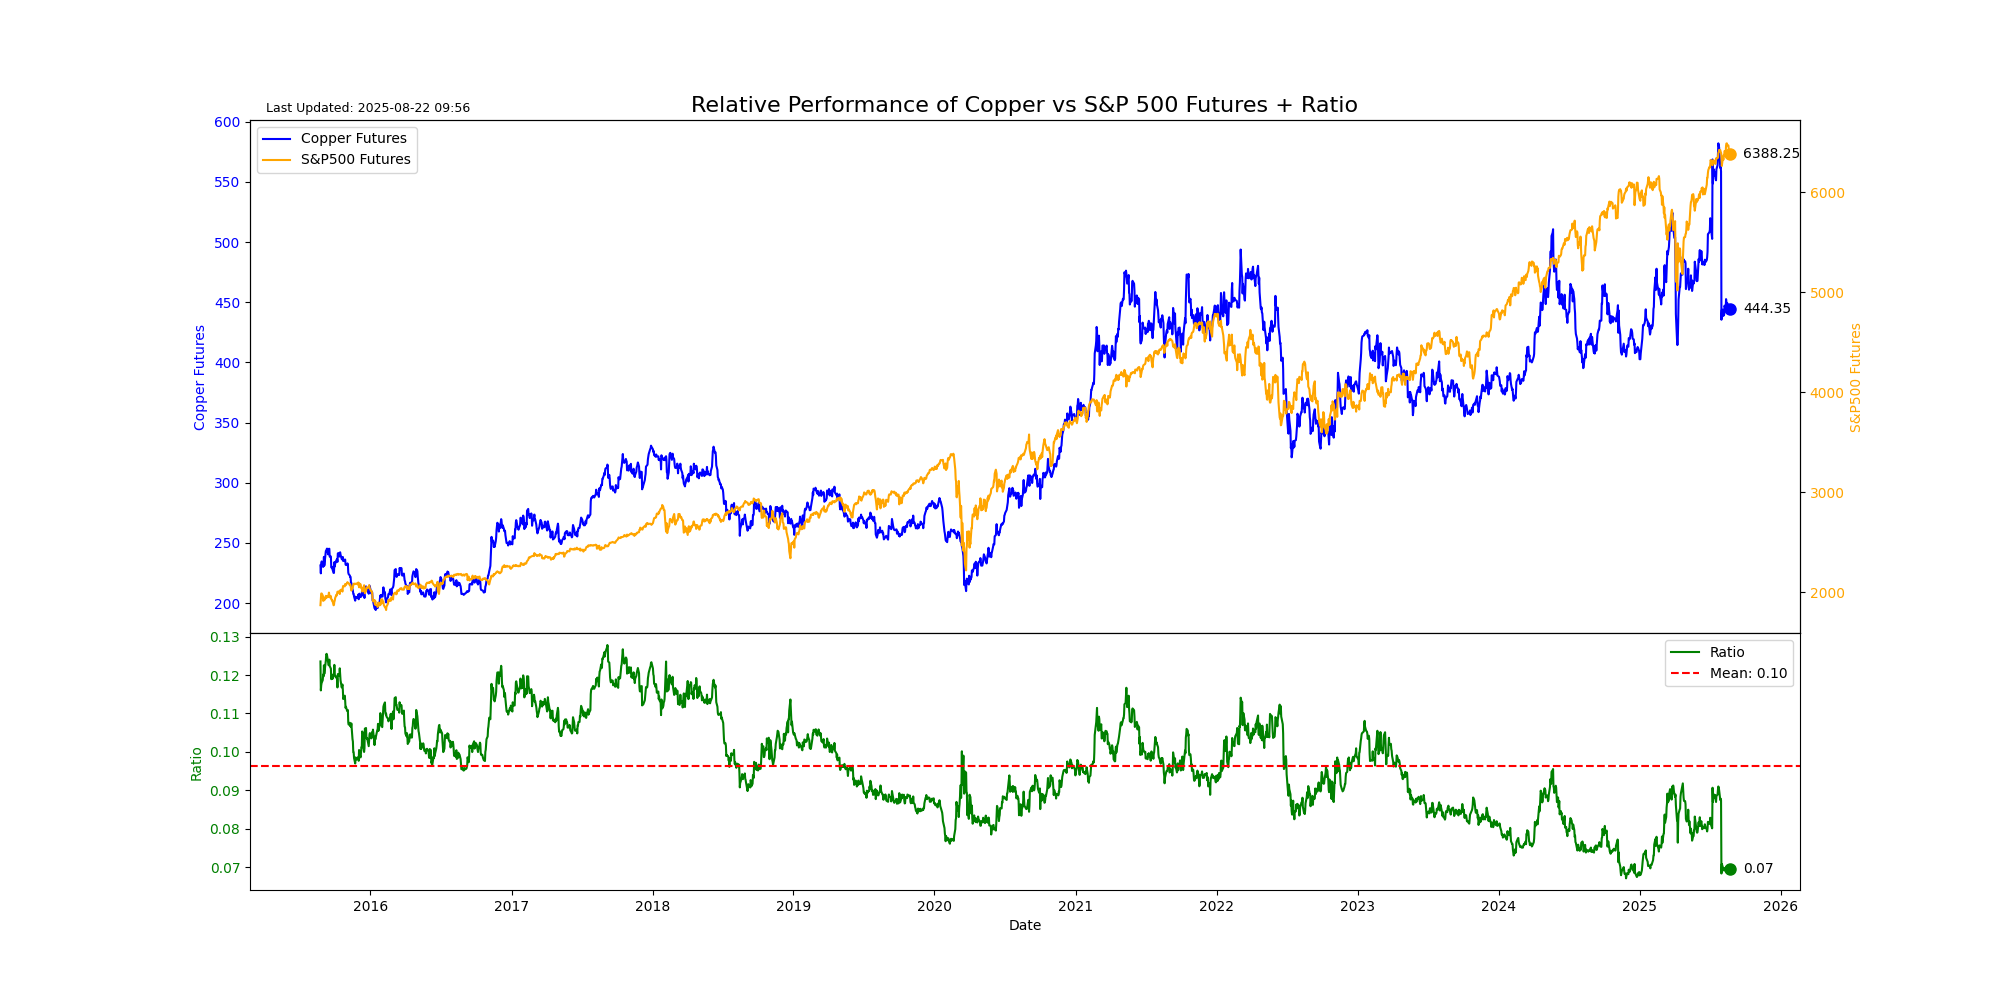 Last Updated: 2025-08-22 09:56
Relative Performance of Copper vs S&P 500 Futures + Ratio
Copper Futures
S&P500 Futures
600
550
500
450
400
350
300
250
200
Copper Futures
6388.25
444.35
6000
5000
4000
3000
2000
S&P500 Futures
0.13
0.12
0.11
0.10
0.09
0.08
0.07
Ratio
Ratio
Mean: 0.10
0.07
2016 2017 2018 2019 2020 2021 2022 2023 2024 2025 2026
Date